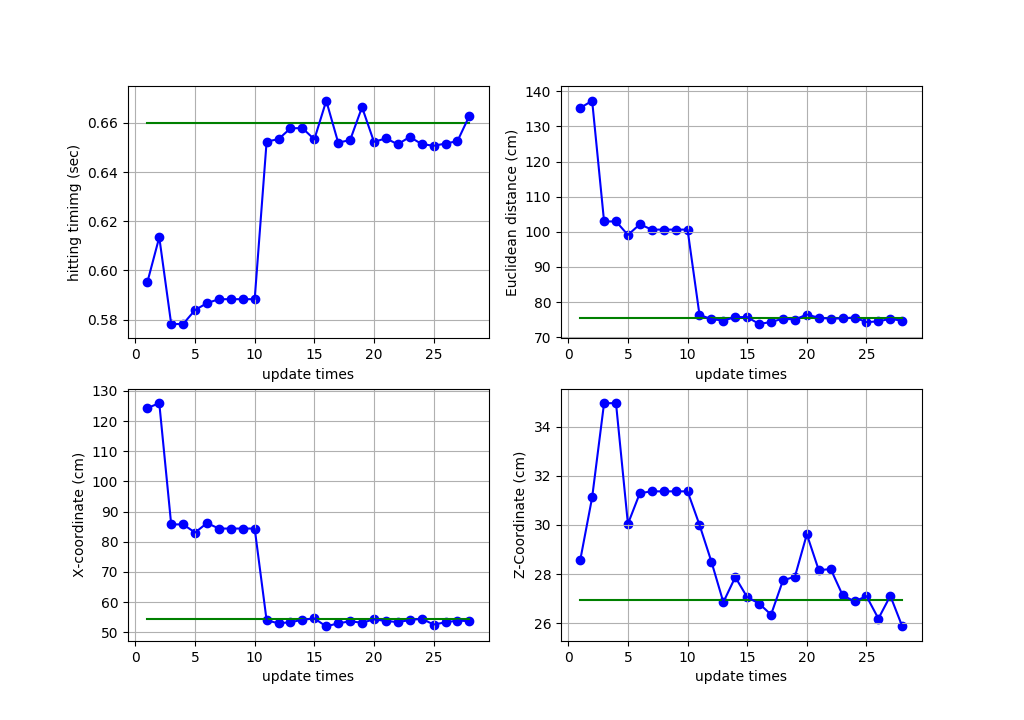 0.66
0.64
0.62
0.60
0.58
hitting timimg (sec)
0 5 10 15 20 25
update times
140
130
120
110
100
90
80
70
Euclidean distance (cm)
0 5 10 15 20 25
update times
130
120
110
100
90
80
70
60
50
X-coordinate (cm)
0 5 10 15 20 25
update times
34
32
30
28
26
Z-Coordinate (cm)
0 5 10 15 20 25
update times